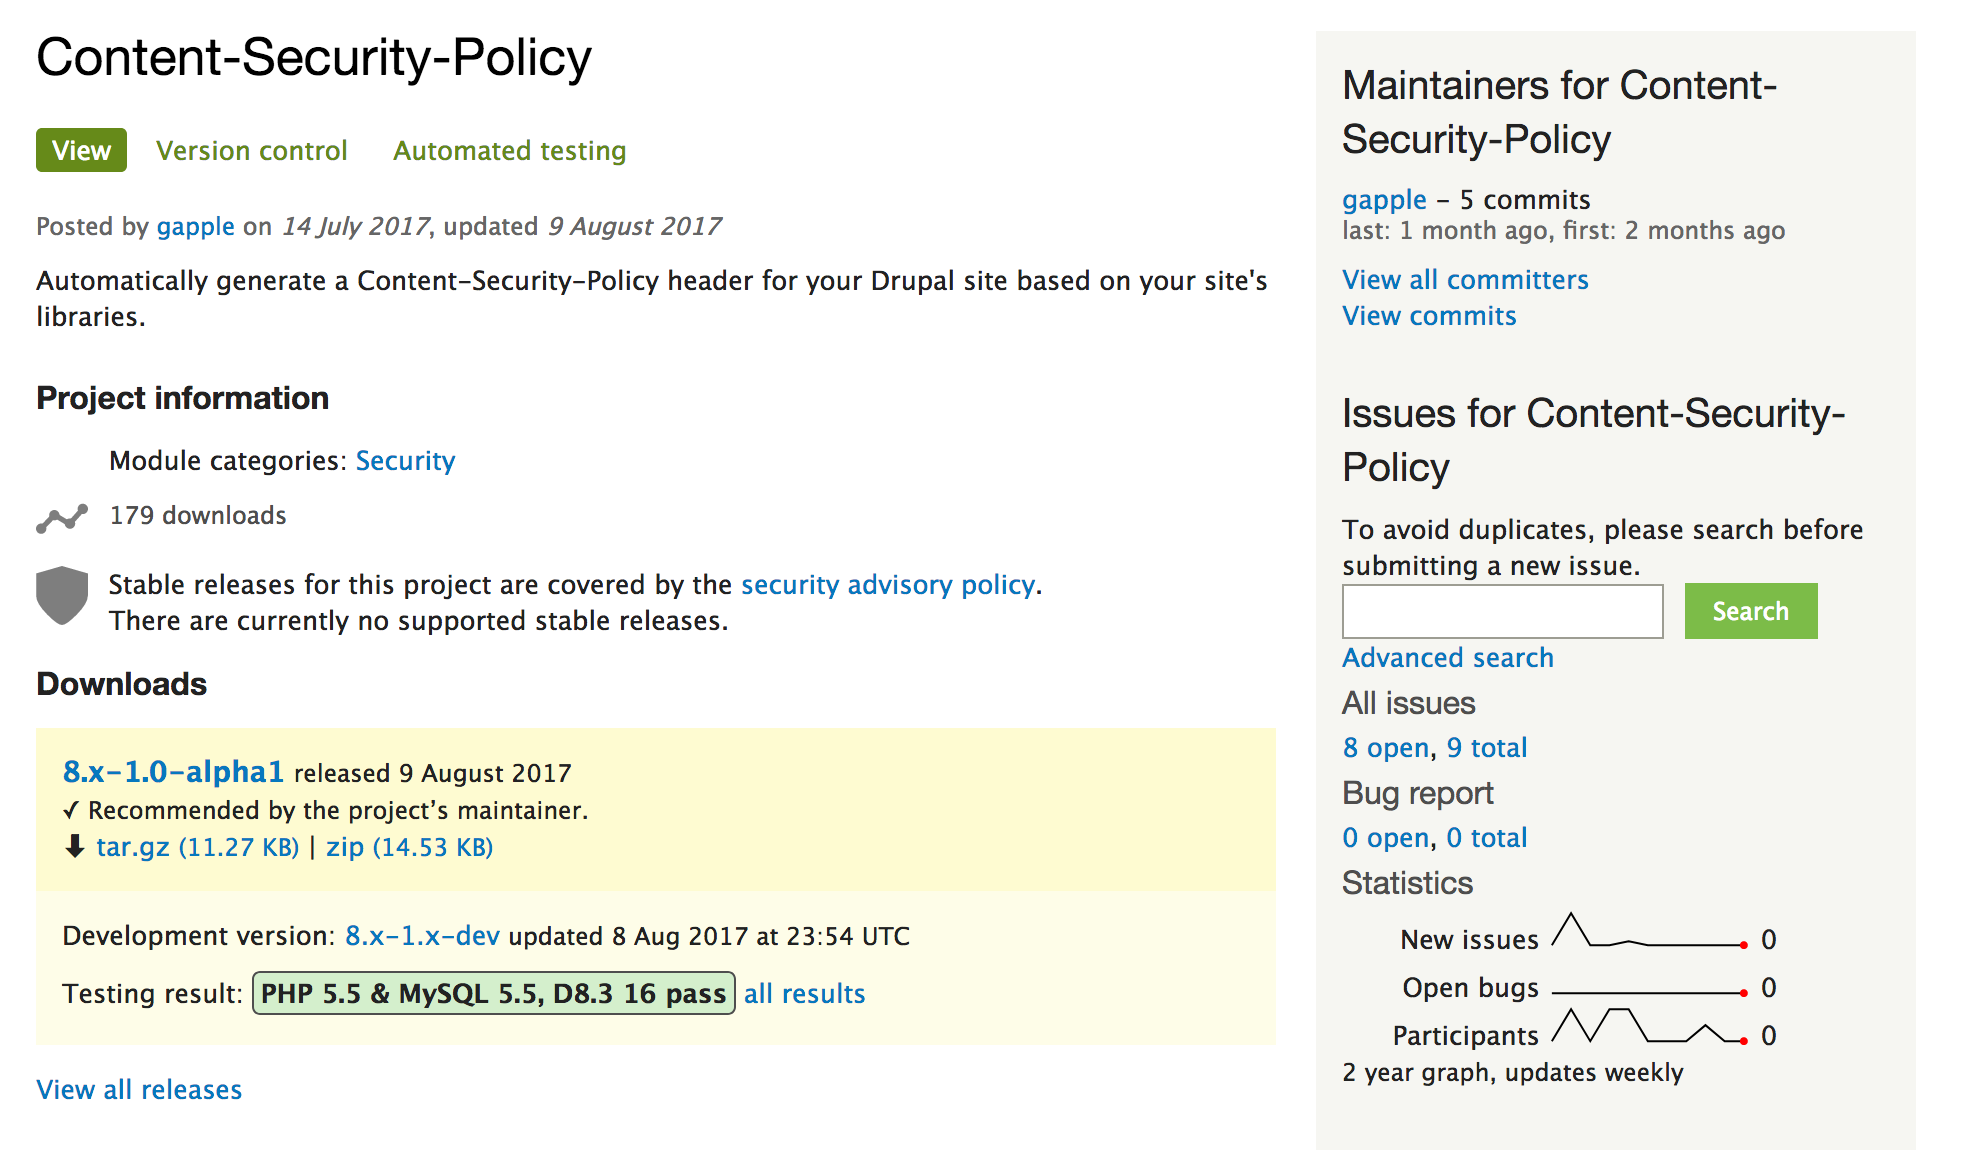 Content-Security-Policy
View Version control Automated testing
Posted by gapple on 14 July 2017, updated 9 August 2017
Automatically generate a Content-Security-Policy header for your Drupal site based on your site's
libraries.
Project information
Module categories: Security
179 downloads
Stable releases for this project are covered by the security advisory policy.
There are currently no supported stable releases.
Downloads
8.x-1.0-alpha1 released 9 August 2017
✓ Recommended by the project’s maintainer.
tar.gz (11.27 KB) | zip (14.53 KB)
Development version: 8.x-1.x-dev updated 8 Aug 2017 at 23:54 UTC
Testing result: PHP 5.5 & MySQL 5.5, D8.3 16 pass all results
View all releases
Maintainers for Content-
Security-Policy
gapple – 5 commits
last: 1 month ago, first: 2 months ago
View all committers
View commits
Issues for Content-Security-
Policy
To avoid duplicates, please search before
submitting a new issue.
Search
Advanced search
All issues
8 open, 9 total
Bug report
0 open, 0 total
Statistics
New issues 0
Open bugs 0
Participants 0
2 year graph, updates weekly